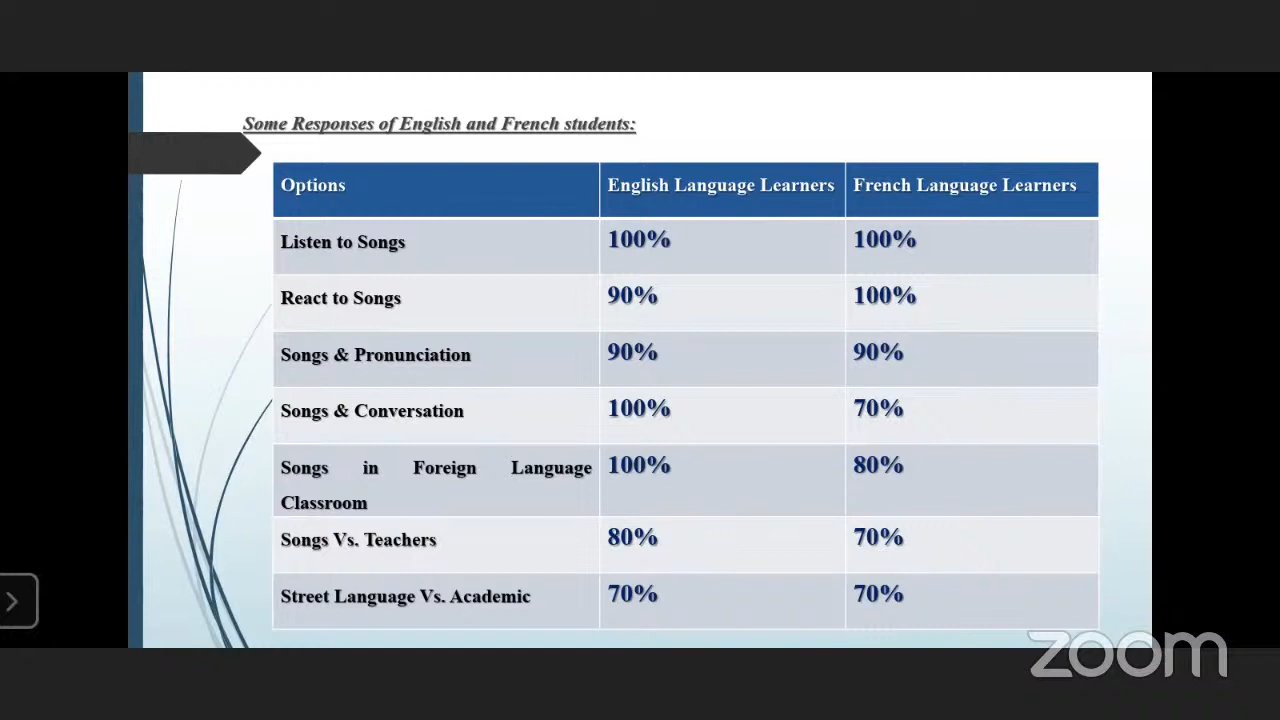 Some Responses of English and French students:
Options English Language Learners French Language Learners
Listen to Songs 100% 100%
React to Songs 90% 100%
Songs & Pronunciation 90% 90%
Songs & Conversation 100% 70%
Songs in Foreign Language 100% 80%
Classroom
Songs Vs. Teachers 80% 70%
Street Language Vs. Academic 70% 70%
zoom